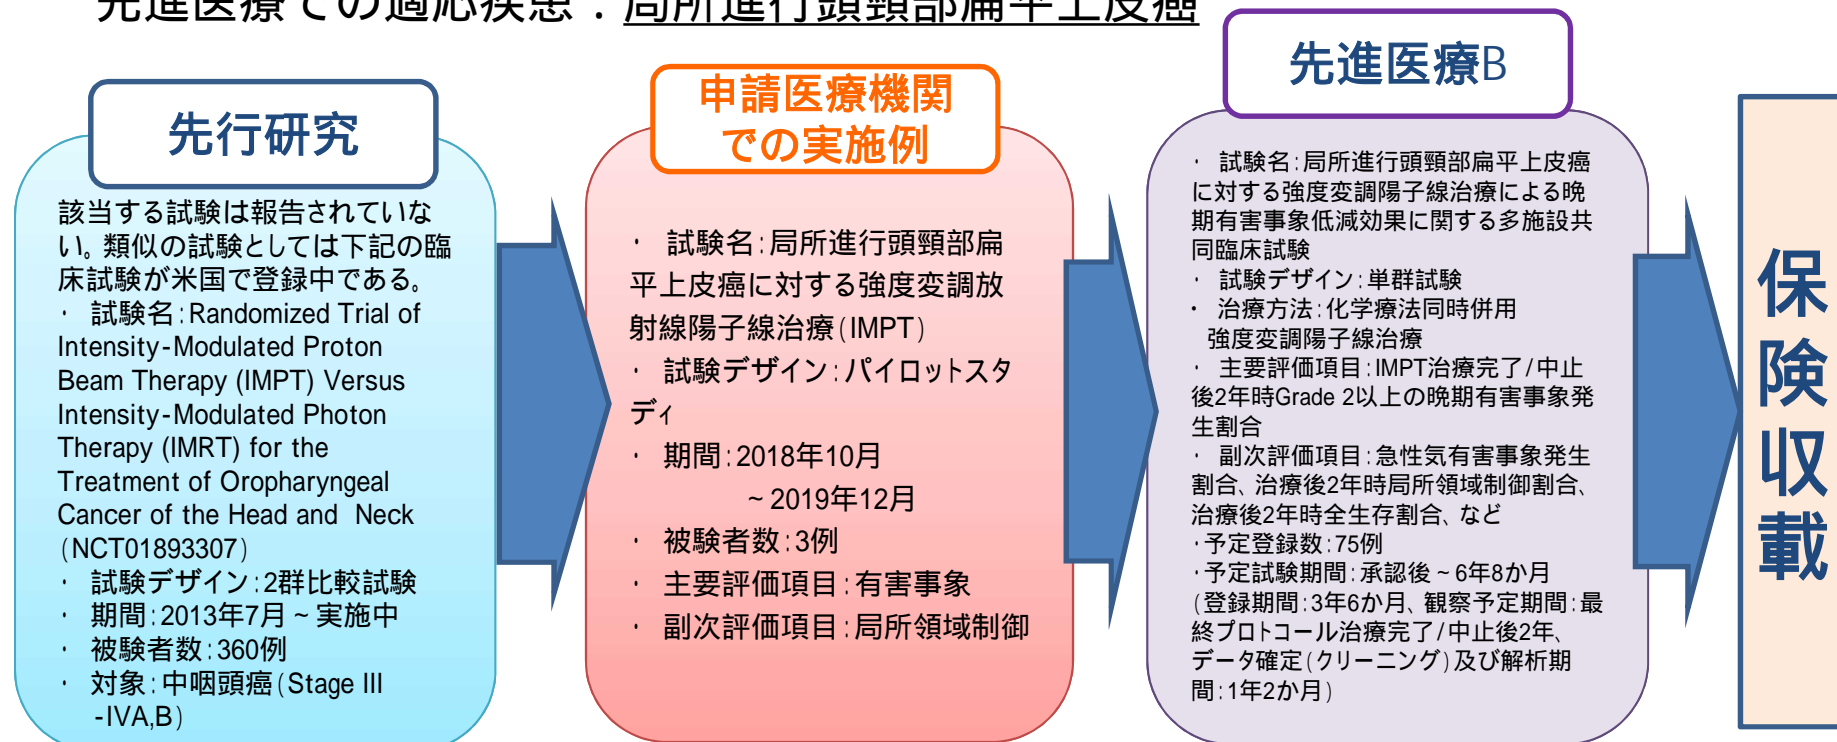 先進医療での適応疾患：局所進行頭頸部扁平上皮癌
先行研究
該当する試験は報告されていな
い。類似の試験としては下記の臨
床試験が米国で登録中である。
・ 試験名：Randomized Trial of
Intensity-Modulated Proton
Beam Therapy (IMPT) Versus
Intensity-Modulated Photon
Therapy (IMRT) for the
Treatment of Oropharyngeal
Cancer of the Head and Neck
(NCT01893307)
・ 試験デザイン：2群比較試験
・ 期間：2013年7月～実施中
・ 被験者数：360例
・ 対象：中咽頭癌（Stage III
-IVA,B）
申請医療機関
での実施例
・ 試験名：局所進行頭頸部扁
平上皮癌に対する強度変調放
射線陽子線治療（IMPT）
・ 試験デザイン：パイロットスタ
ディ
・ 期間：2018年10月
～2019年12月
・ 被験者数：3例
・ 主要評価項目：有害事象
・ 副次評価項目：局所領域制御
先進医療B
・ 試験名：局所進行頭頸部扁平上皮癌
に対する強度変調陽子線治療による晩
期有害事象低減効果に関する多施設共
同臨床試験
・ 試験デザイン：単群試験
・ 治療方法：化学療法同時併用
強度変調陽子線治療
・ 主要評価項目：IMPT治療完了/中止
後2年時Grade 2以上の晩期有害事象発
生割合
・ 副次評価項目：急性気有害事象発生
割合、治療後2年時局所領域制御割合、
治療後2年時全生存割合、など
・予定登録数：75例
・予定試験期間：承認後～6年8か月
（登録期間：3年6か月、観察予定期間：最
終プロトコール治療完了/中止後2年、
データ確定（クリーニング）及び解析期
間：1年2か月）
保険収載